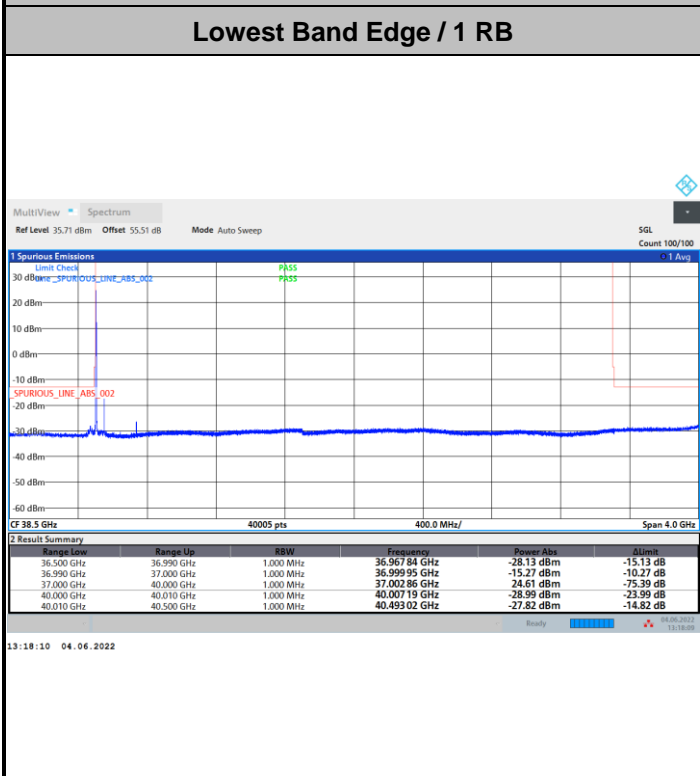 Lowest Band Edge / 1 RB
MultiView Spectrum
Ref Level 35.71 dBm Offset 55.51 dB Mode Auto Sweep SGL
Count 100/100
1 Spurious Emissions 1 Avg
Limit Check PASS
30 dBm Line _SPURIOUS_LINE_ABS_002 PASS
20 dBm
10 dBm
0 dBm
-10 dBm
_SPURIOUS_LINE_ABS_002
-20 dBm
-30 dBm
-40 dBm
-50 dBm
-60 dBm
CF 38.5 GHz 40005 pts 400.0 MHz/ Span 4.0 GHz
2 Result Summary
Range Low Range Up RBW Frequency Power Abs ΔLimit
36.500 GHz 36.990 GHz 1.000 MHz 36.967 84 GHz -28.13 dBm -15.13 dB
36.990 GHz 37.000 GHz 1.000 MHz 36.999 95 GHz -15.27 dBm -10.27 dB
37.000 GHz 40.000 GHz 1.000 MHz 37.002 86 GHz 24.61 dBm -75.39 dB
40.000 GHz 40.010 GHz 1.000 MHz 40.007 19 GHz -28.99 dBm -23.99 dB
40.010 GHz 40.500 GHz 1.000 MHz 40.493 02 GHz -27.82 dBm -14.82 dB
Ready 04.06.2022
13:18:09
13:18:10 04.06.2022